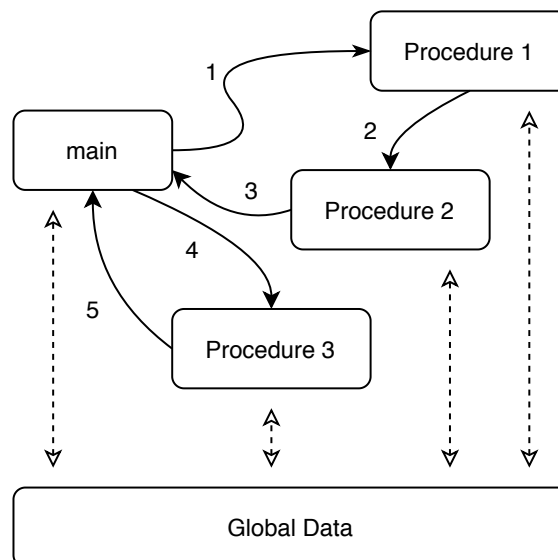 Procedure 1
1
2
main
3
Procedure 2
4
5
Procedure 3
Global Data